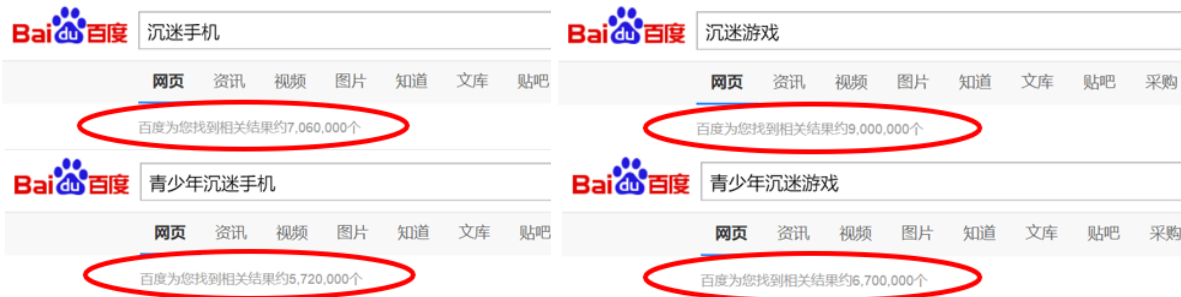 Baidu百度 沉迷手机
网页 资讯 视频 图片 知道 文库 贴吧
百度为您找到相关结果约7,060,000个
Baidu百度 沉迷游戏
网页 资讯 视频 图片 知道 文库 贴吧 采购
百度为您找到相关结果约9,000,000个
Baidu百度 青少年沉迷手机
网页 资讯 视频 图片 知道 文库 贴吧
百度为您找到相关结果约5,720,000个
Baidu百度 青少年沉迷游戏
网页 资讯 视频 图片 知道 文库 贴吧 采购
百度为您找到相关结果约6,700,000个